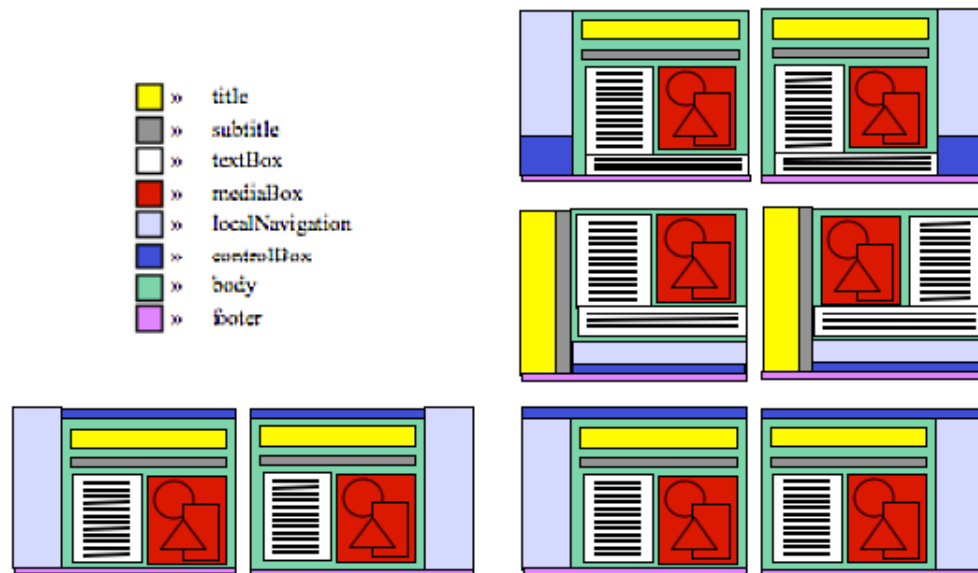 » title
» subtitle
» textBox
» mediaBox
» localNavigation
» controlBox
» body
» footer